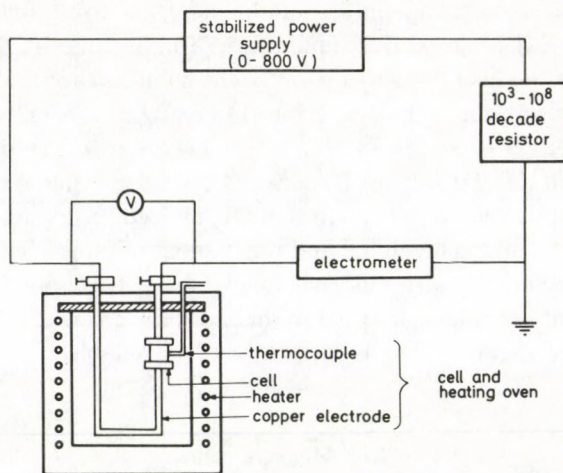 stabilized power
supply
(0-800 V)
10³-10⁸
decade
resistor
V
electrometer
thermocouple
cell
heater
copper electrode
cell and
heating oven